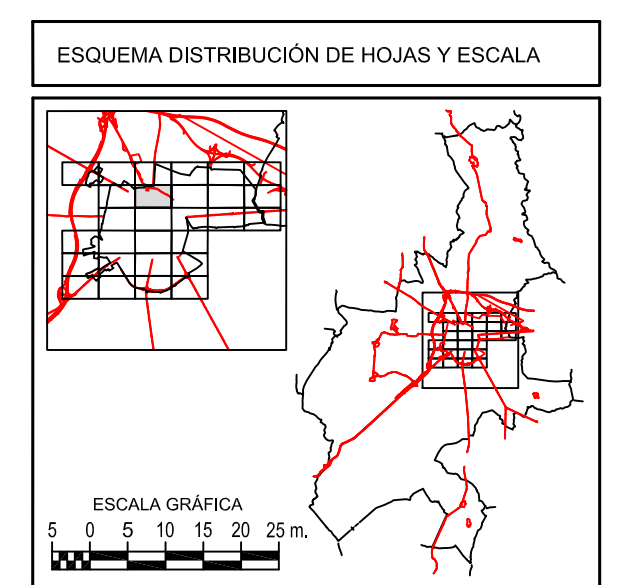 ESQUEMA DISTRIBUCIÓN DE HOJAS Y ESCALA
ESCALA GRÁFICA
5 0 5 10 15 20 25 m.